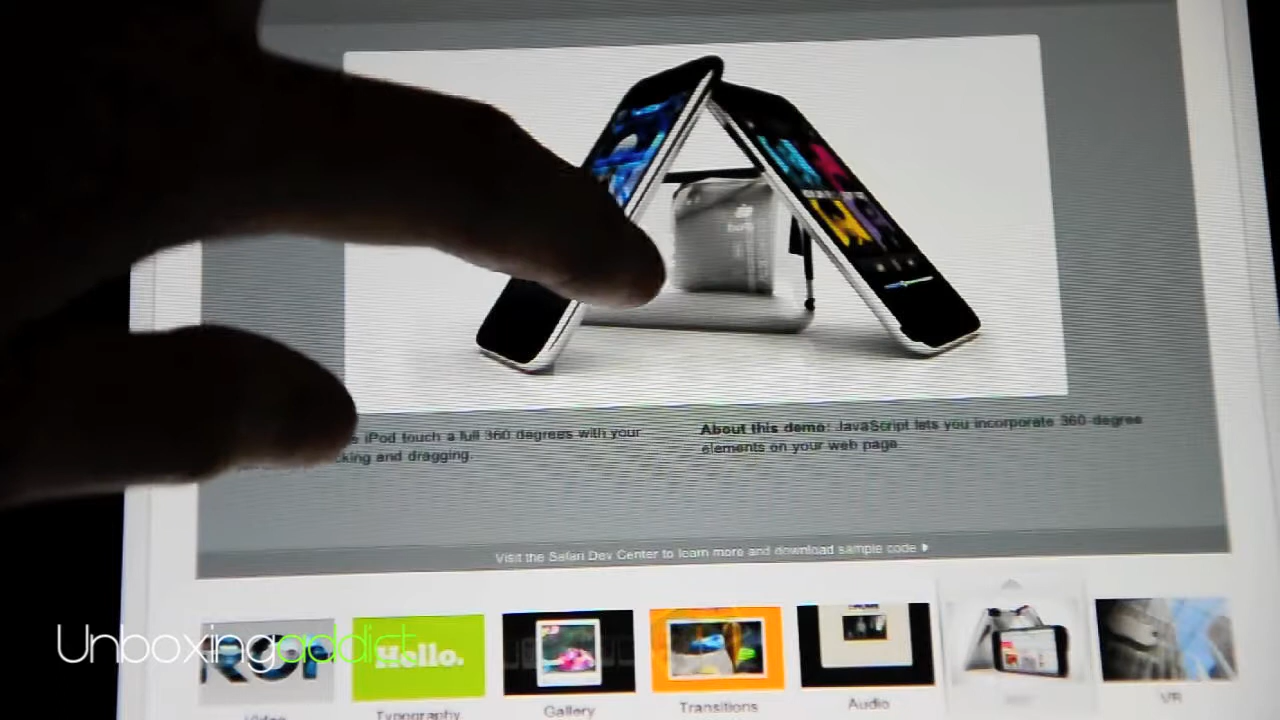 iPod touch a full 360 degrees with your
king and dragging.
About this demo: JavaScript lets you incorporate 360-degree
elements on your web page
Visit the Safari Dev Center to learn more and download sample code
Hello.
Unboxingaddict
Video
Typography
Gallery
Transitions
Audio
VR